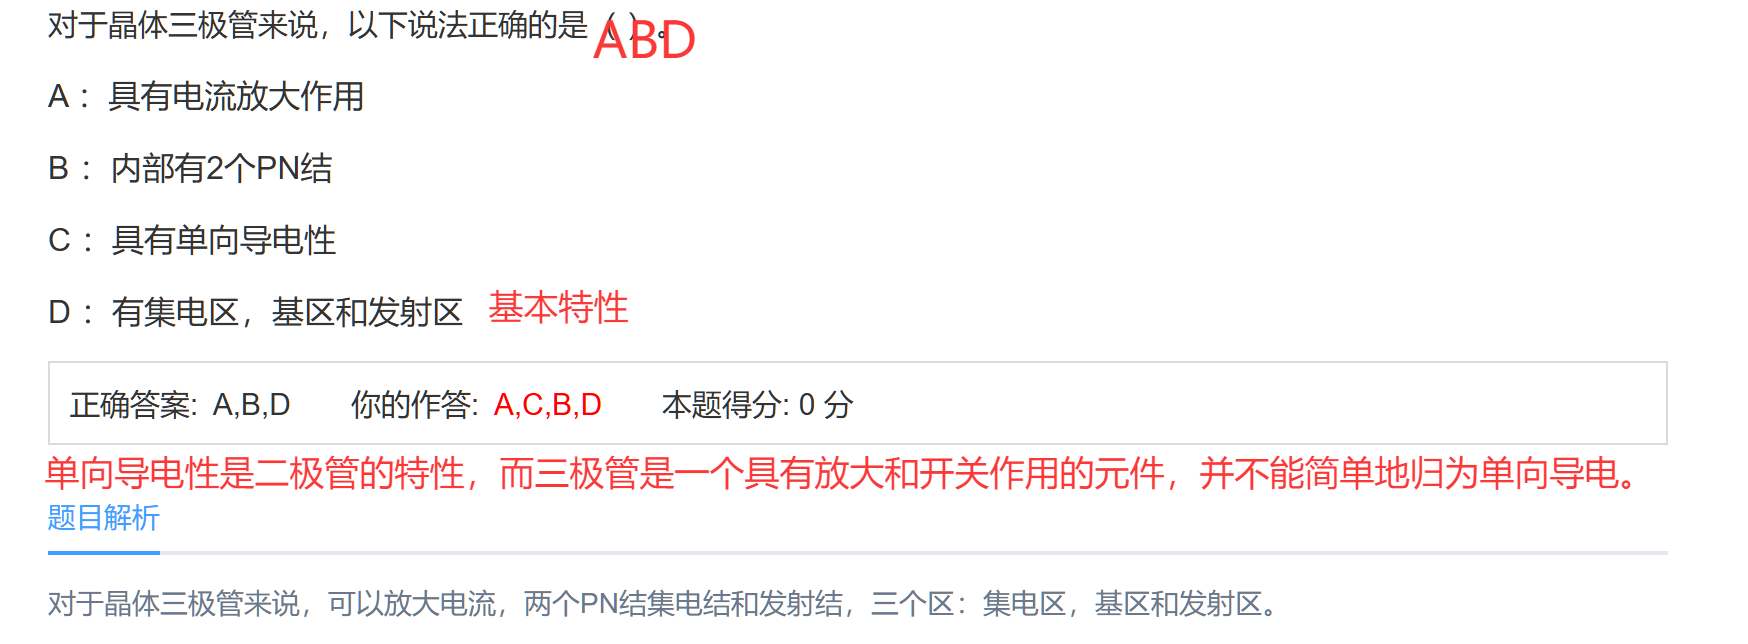 对于晶体三极管来说，以下说法正确的是（ ）。
ABD
A： 具有电流放大作用
B： 内部有2个PN结
C： 具有单向导电性
D： 有集电区，基区和发射区 基本特性
正确答案: A,B,D 你的作答: A,C,B,D 本题得分: 0 分
单向导电性是二极管的特性，而三极管是一个具有放大和开关作用的元件，并不能简单地归为单向导电。
题目解析
对于晶体三极管来说，可以放大电流，两个PN结集电结和发射结，三个区：集电区，基区和发射区。